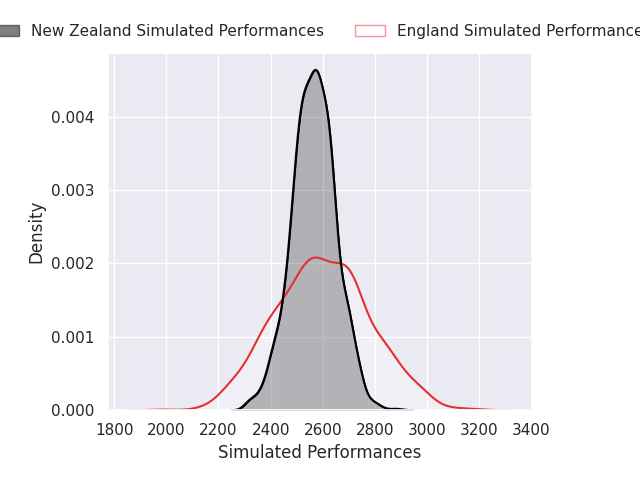 New Zealand Simulated Performances England Simulated Performance
0.004
0.003
0.002
0.001
0.000
Density
1800 2000 2200 2400 2600 2800 3000 3200 3400
Simulated Performances